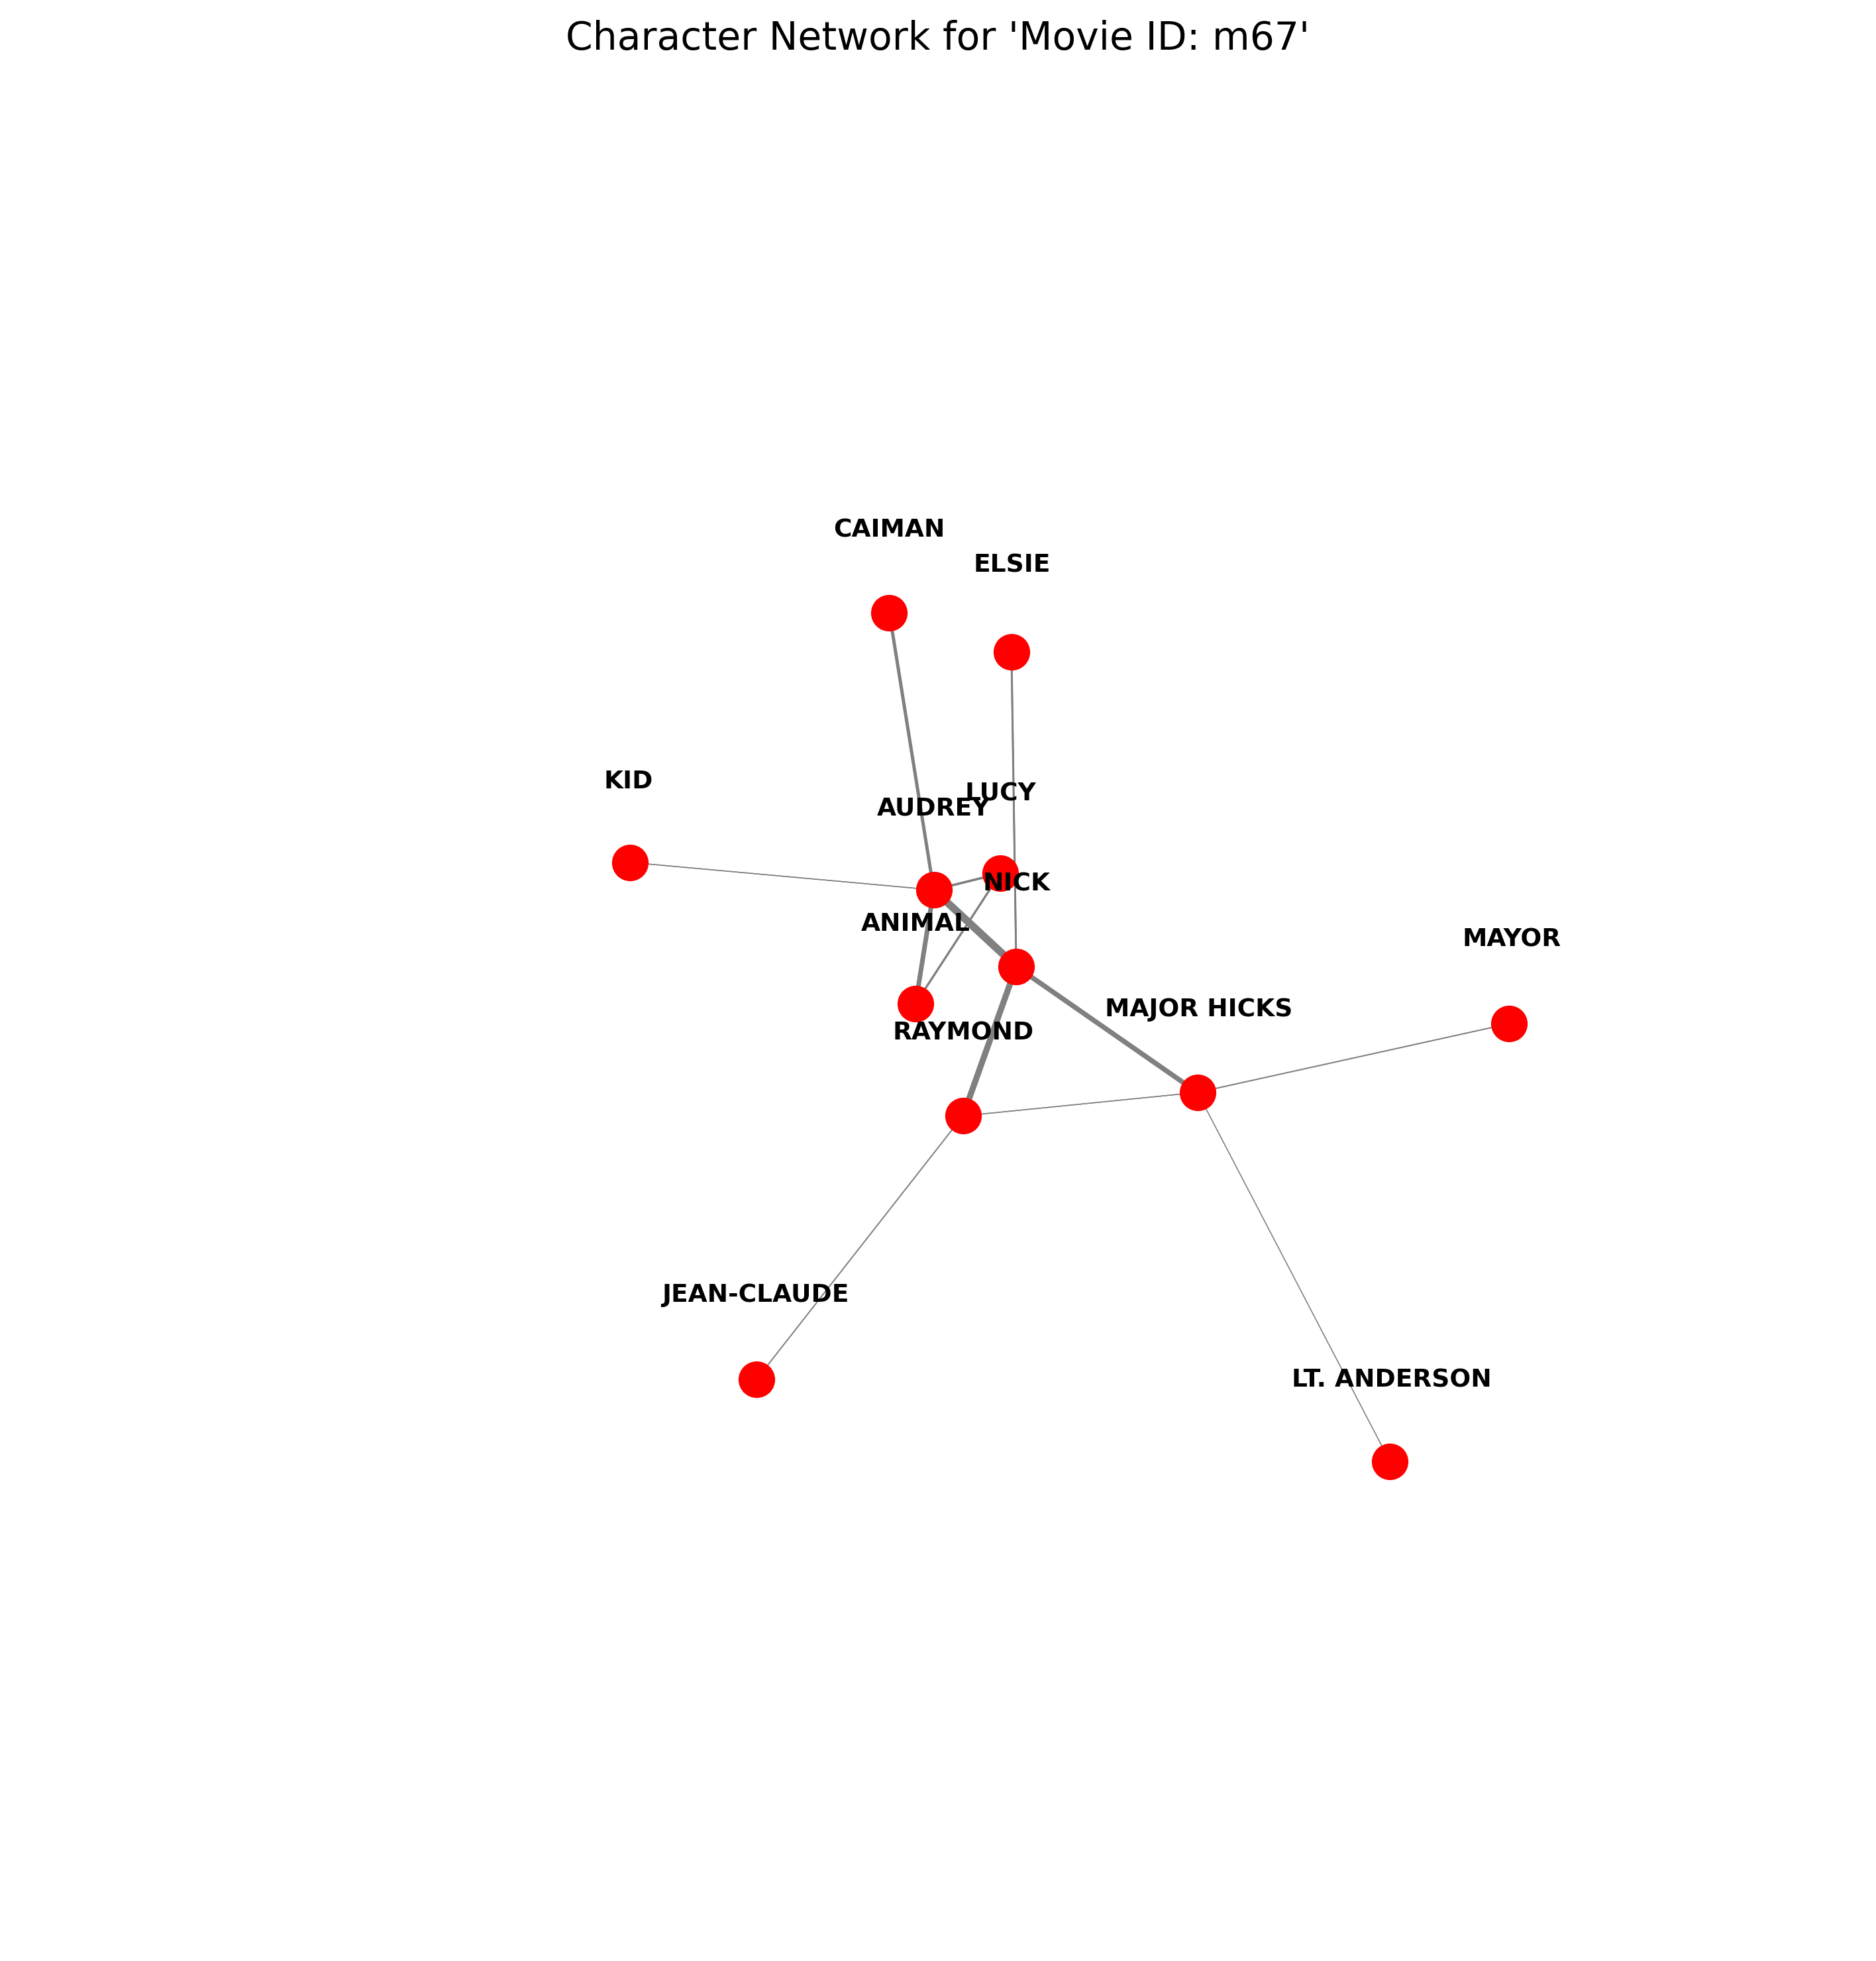 Character Network for 'Movie ID: m67'
CAIMAN
ELSIE
KID
LUCY
AUDREY
NICK
ANIMAL
MAYOR
MAJOR HICKS
RAYMOND
JEAN-CLAUDE
LT. ANDERSON